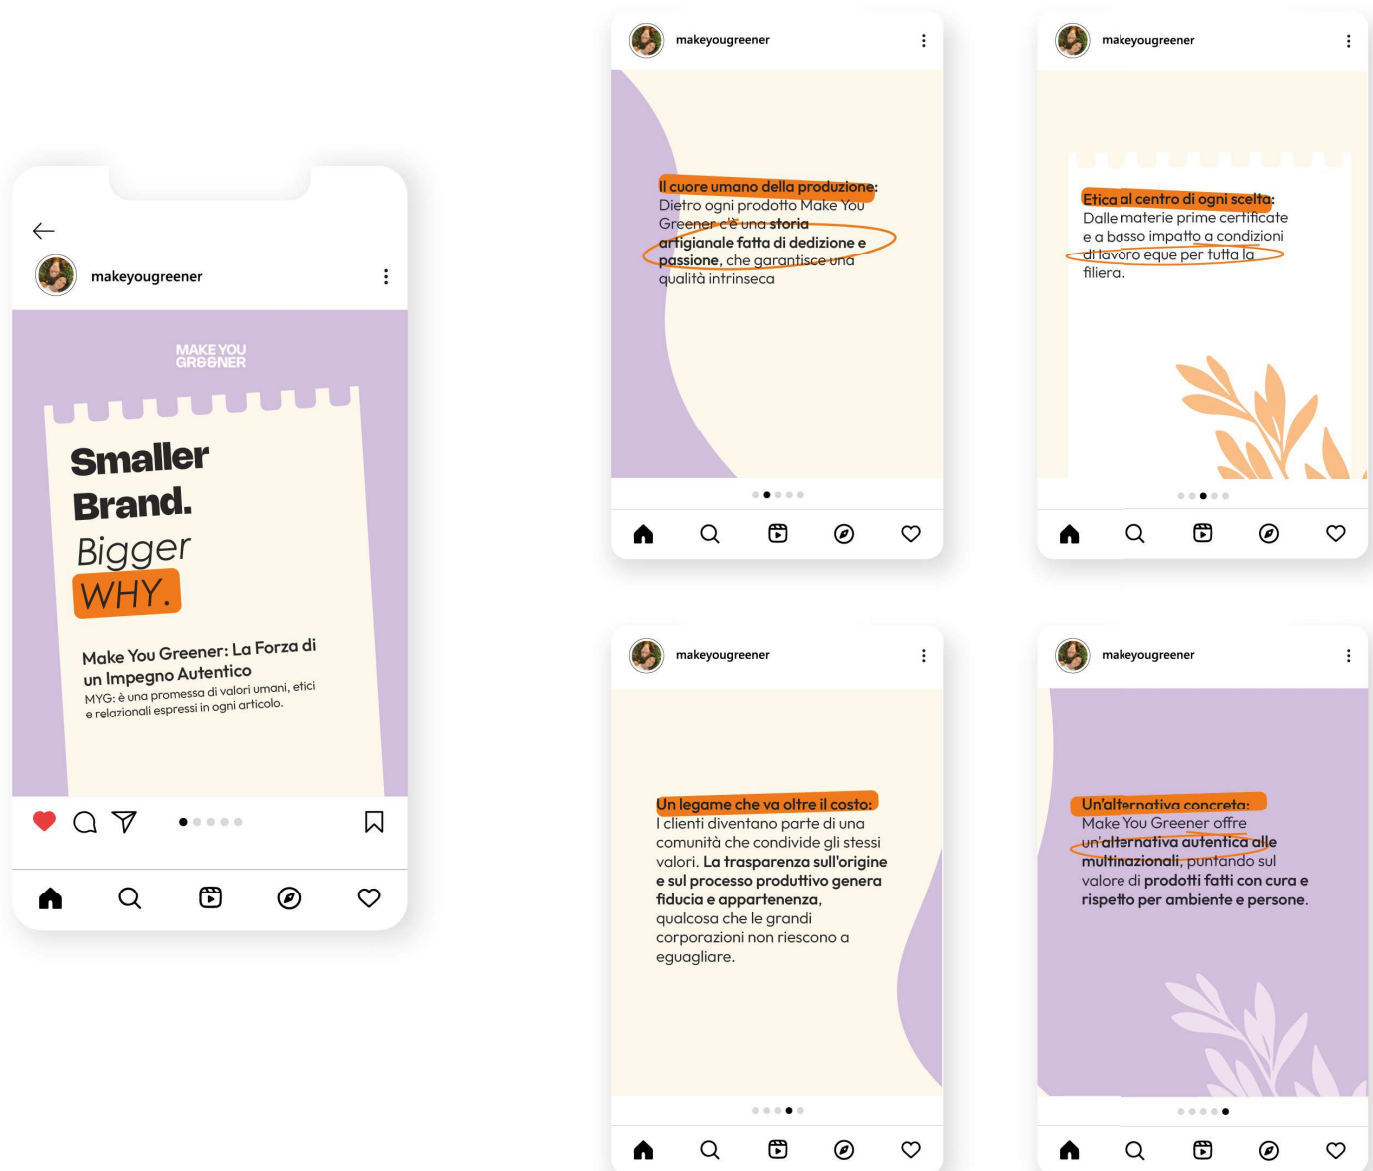 makeyougreener
MAKE YOU
GR&&NER
Smaller
Brand.
Bigger
WHY.
Make You Greener: La Forza di
un Impegno Autentico
MYG: è una promessa di valori umani, etici
e relazionali espressi in ogni articolo.
makeyougreener
Il cuore umano della produzione:
Dietro ogni prodotto Make You
Greener c'è una storia
artigianale fatta di dedizione e
passione, che garantisce una
qualità intrinseca
makeyougreener
Etica al centro di ogni scelta:
Dalle materie prime certificate
e a basso impatto a condizioni
di lavoro eque per tutta la
filiera.
makeyougreener
Un legame che va oltre il costo:
I clienti diventano parte di una
comunità che condivide gli stessi
valori. La trasparenza sull'origine
e sul processo produttivo genera
fiducia e appartenenza,
qualcosa che le grandi
corporazioni non riescono a
eguagliare.
makeyougreener
Un'alternativa concreta:
Make You Greener offre
un'alternativa autentica alle
multinazionali, puntando sul
valore di prodotti fatti con cura e
rispetto per ambiente e persone.